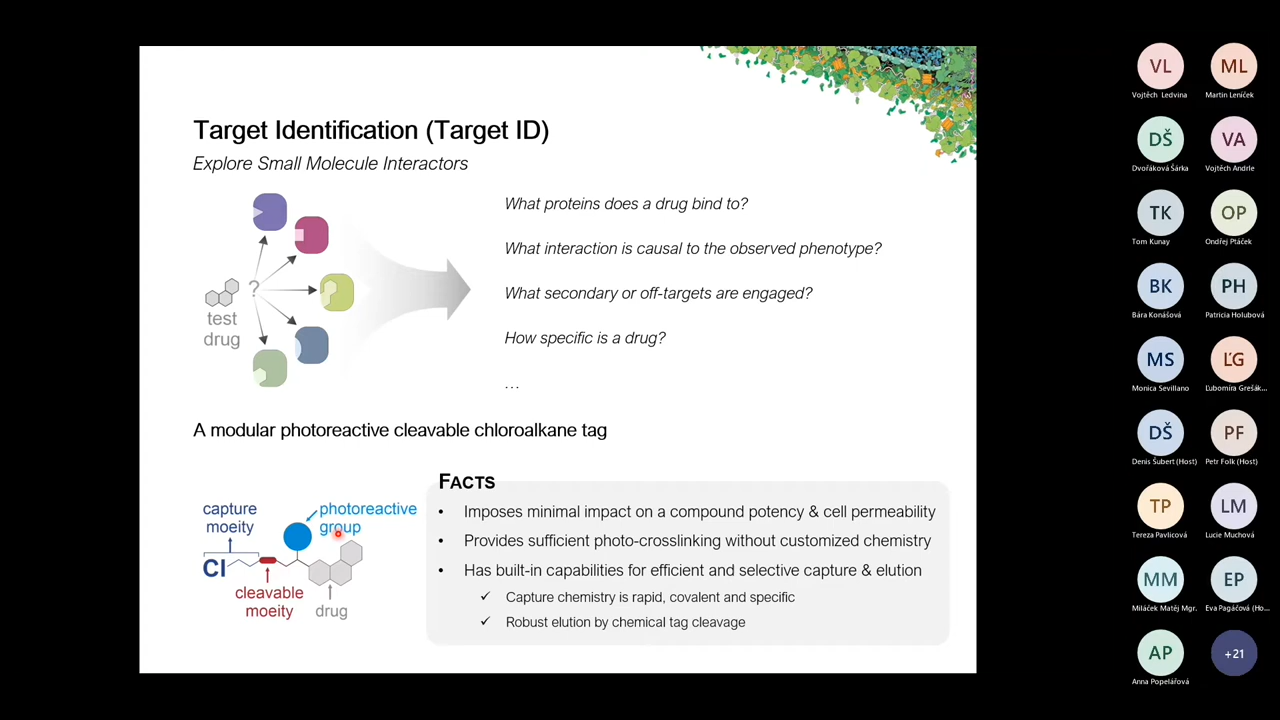 Target Identification (Target ID)
Explore Small Molecule Interactors
?
test
drug
What proteins does a drug bind to?
What interaction is causal to the observed phenotype?
What secondary or off-targets are engaged?
How specific is a drug?
...
A modular photoreactive cleavable chloroalkane tag
capture
moeity
photoreactive
group
Cl
cleavable
moeity
drug
FACTS
• Imposes minimal impact on a compound potency & cell permeability
• Provides sufficient photo-crosslinking without customized chemistry
• Has built-in capabilities for efficient and selective capture & elution
✓ Capture chemistry is rapid, covalent and specific
✓ Robust elution by chemical tag cleavage
VL
Vojtěch Ledvina
ML
Martin Leníček
DŠ
Dvořáková Šárka
VA
Vojtěch Andrle
TK
Tom Kunay
OP
Ondřej Ptáček
BK
Bára Konášová
PH
Patricia Holubová
MS
Monica Sevillano
ĽG
Ľubomíra Grešák...
DŠ
Denis Šubert (Host)
PF
Petr Folk (Host)
TP
Tereza Pavlicová
LM
Lucie Muchová
MM
Miláček Matěj Mgr.
EP
Eva Pagáčová (Ho...
AP
Anna Popelářová
+21